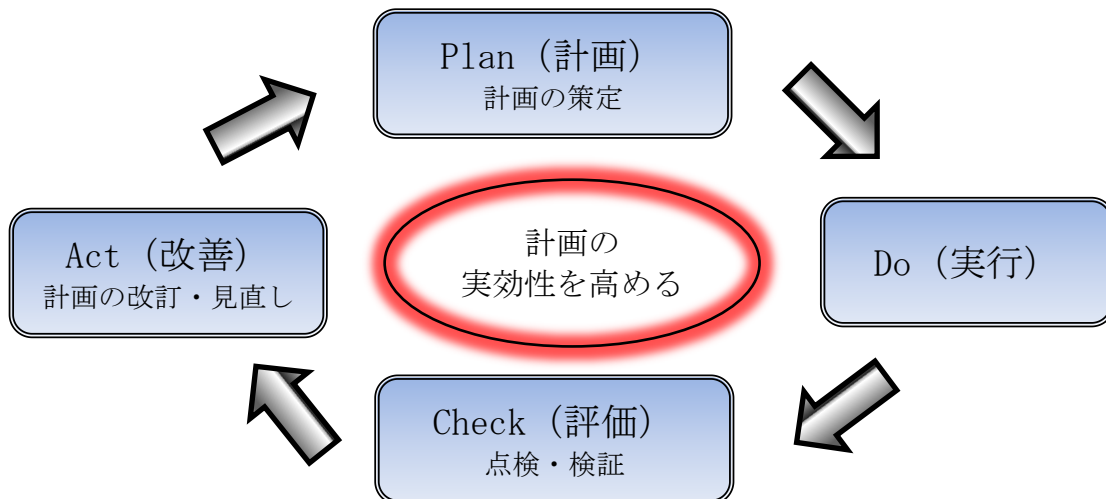 Plan（計画）
計画の策定
Do（実行）
Check（評価）
点検・検証
Act（改善）
計画の改訂・見直し
計画の
実効性を高める